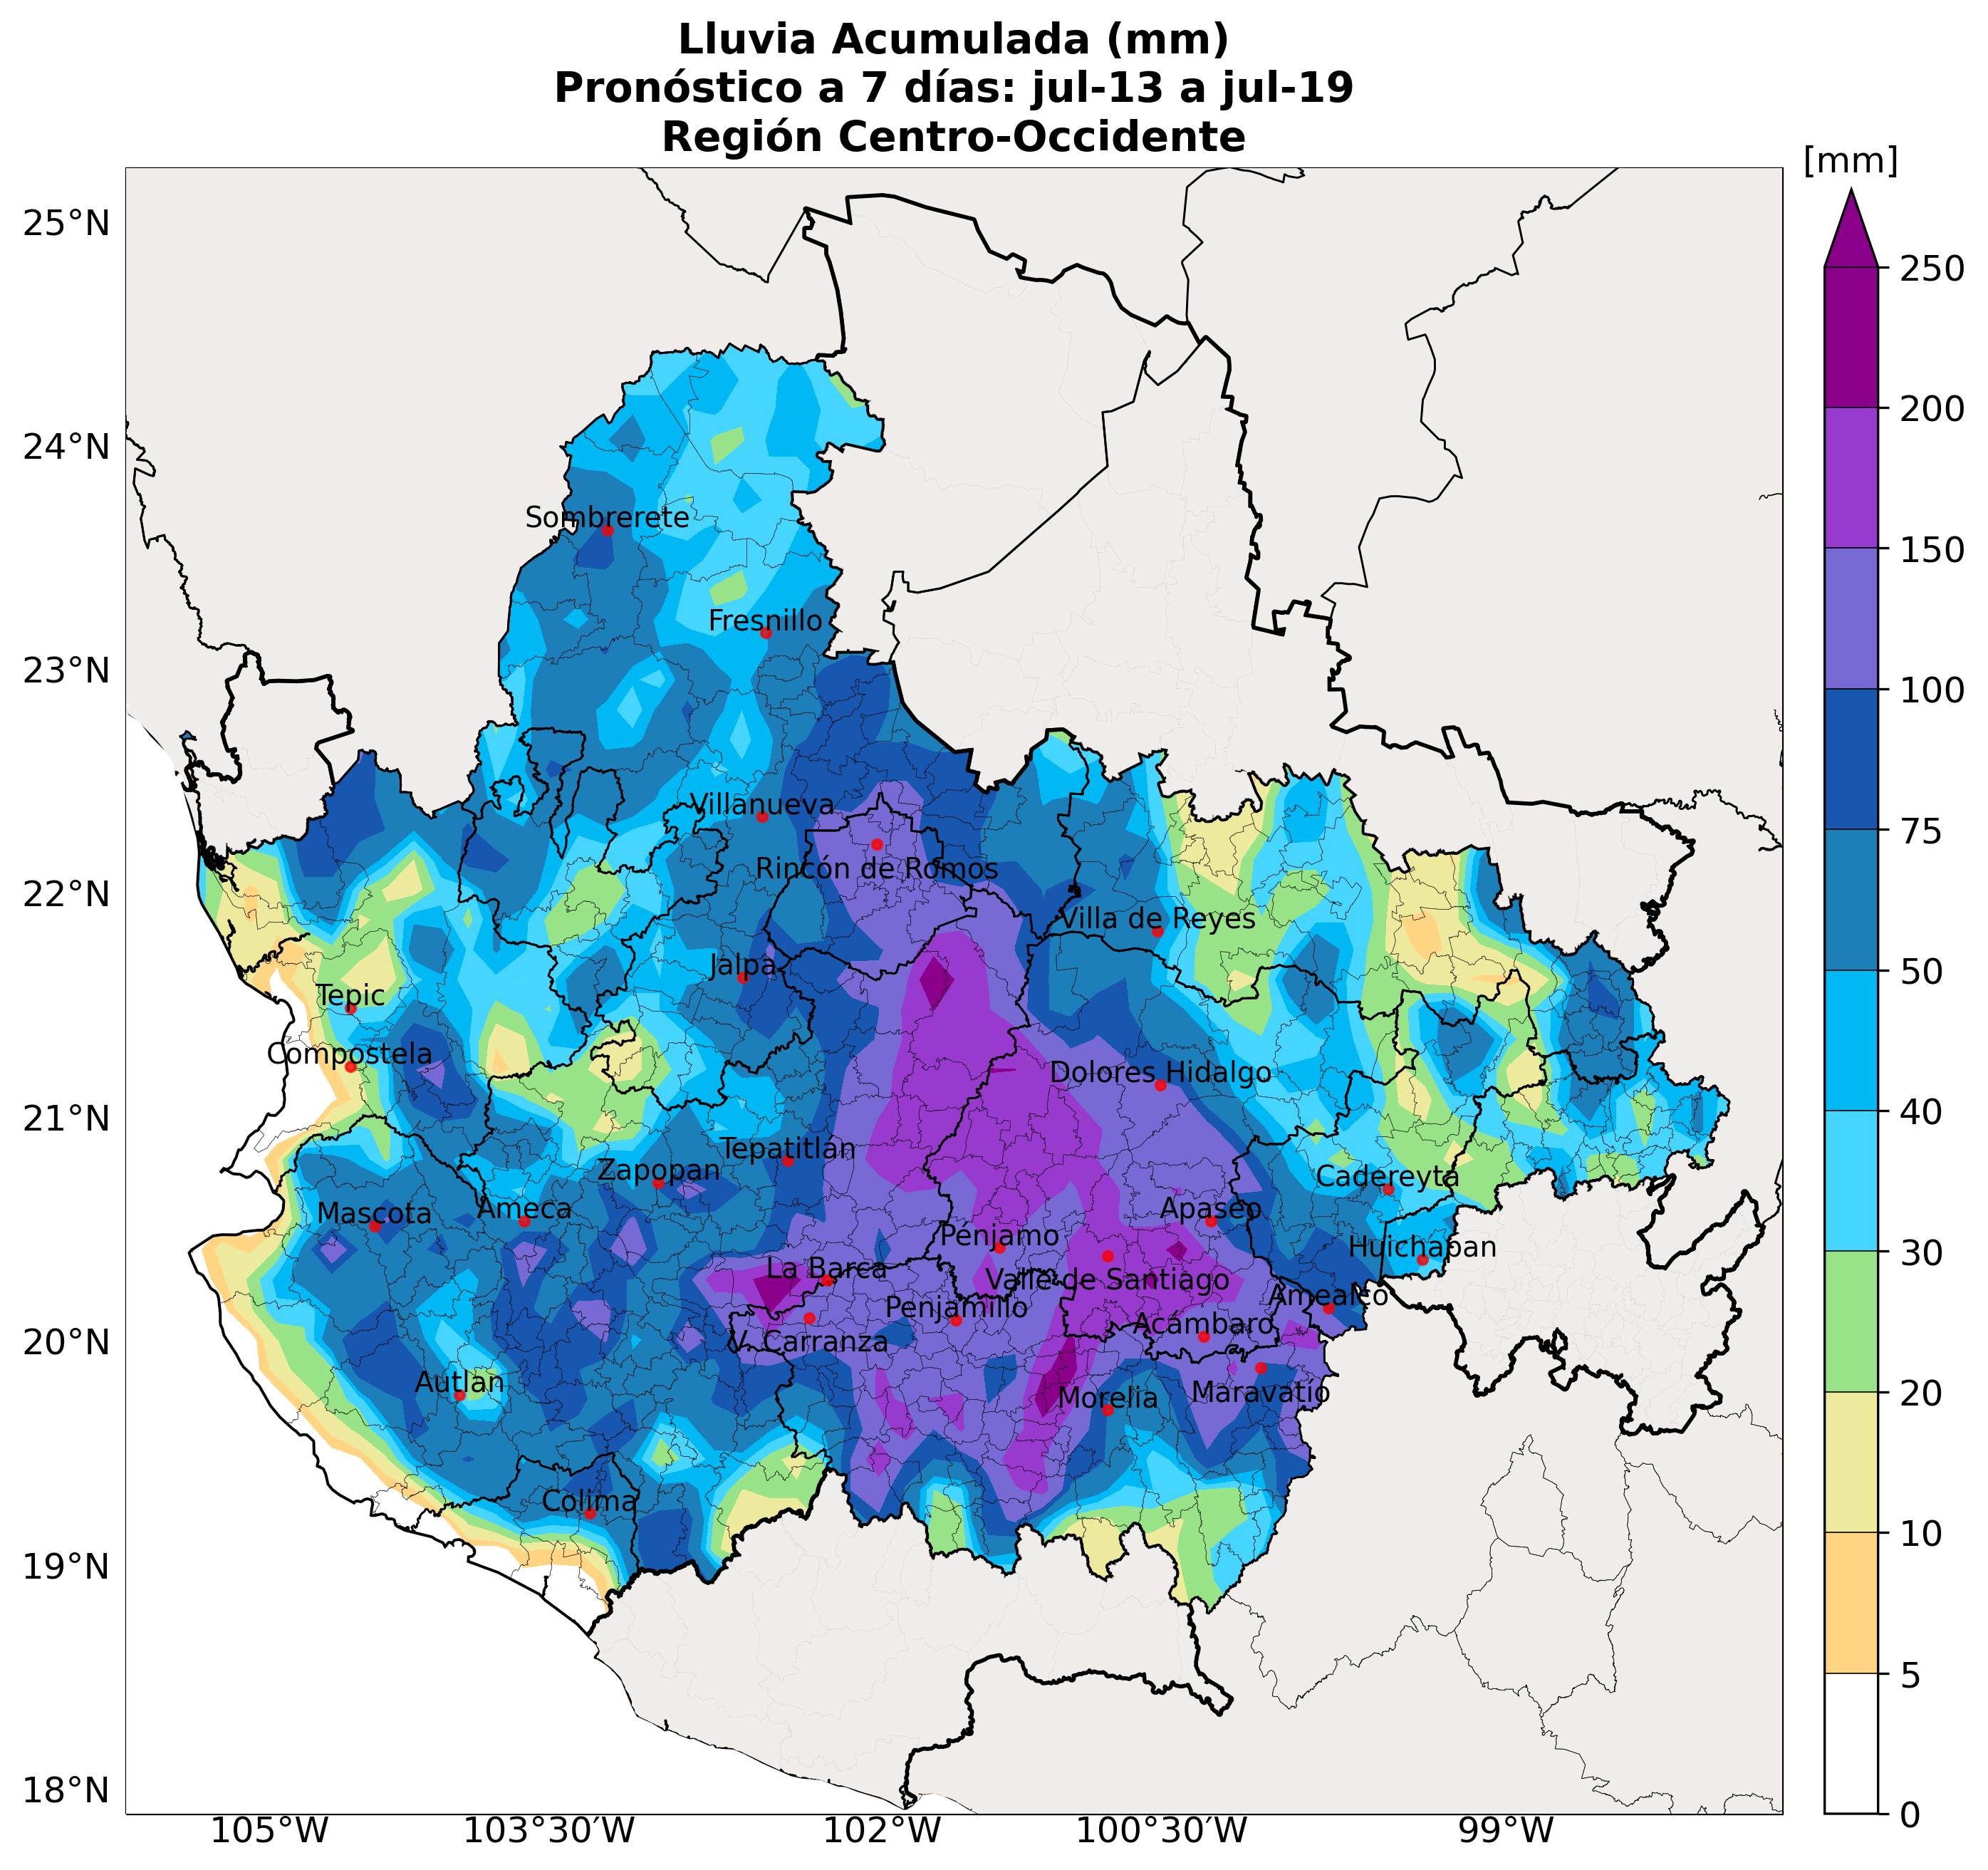 Lluvia Acumulada (mm)
Pronóstico a 7 días: jul-13 a jul-19
Región Centro-Occidente
[mm]
25°N
24°N
23°N
22°N
21°N
20°N
19°N
18°N
Sombrerete
Fresnillo
Villanueva
Rincón de Romos
Villa de Reyes
Jalpa
Tepic
Compostela
Dolores Hidalgo
Tepatitlán
Zapopan
Cadereyta
Mascota
Ameca
Apaseo
Pénjamo
Huichapan
La Barca
Valle de Santiago
Amealco
Penjamillo
Acámbaro
V. Carranza
Autlán
Morelia
Maravatío
Colima
105°W
103°30'W
102°W
100°30'W
99°W
250
200
150
100
75
50
40
30
20
10
5
0